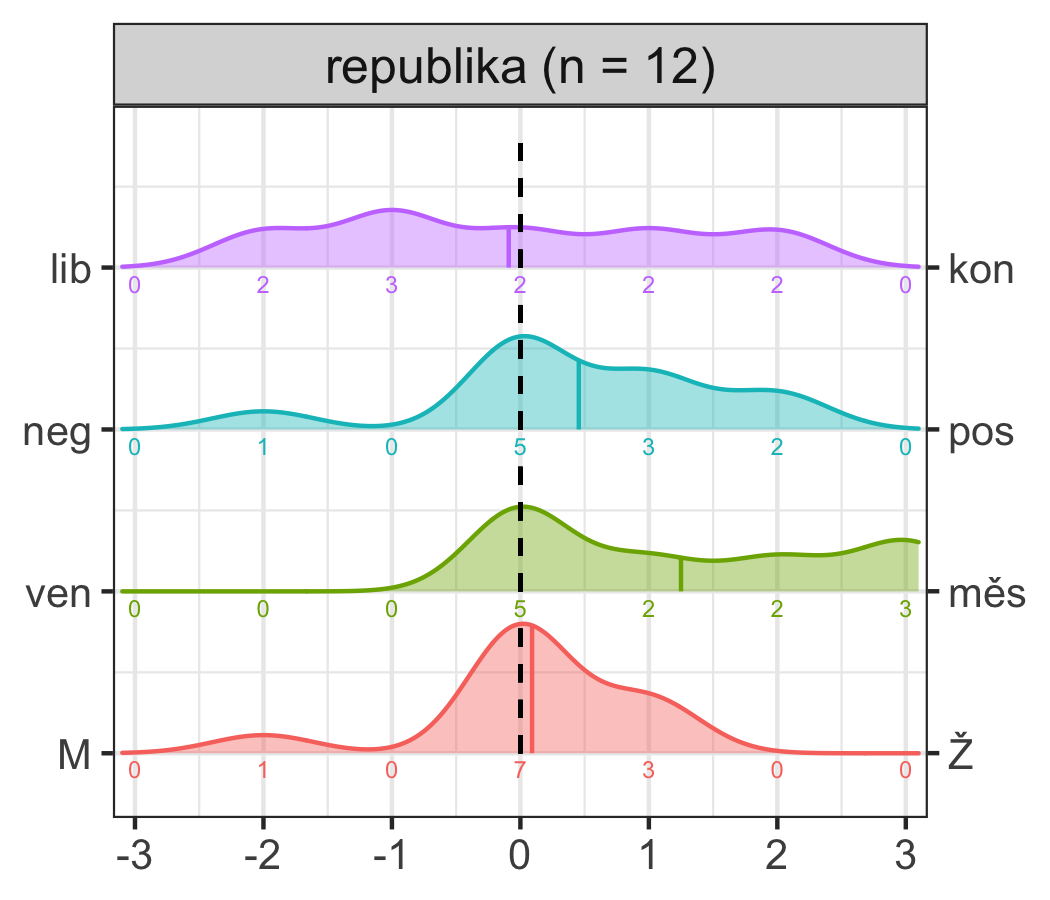 republika (n = 12)
lib kon
0 2 3 2 2 2 0
neg pos
0 1 0 5 3 2 0
ven měs
0 0 0 5 2 2 3
M Ž
0 1 0 7 3 0 0
-3 -2 -1 0 1 2 3